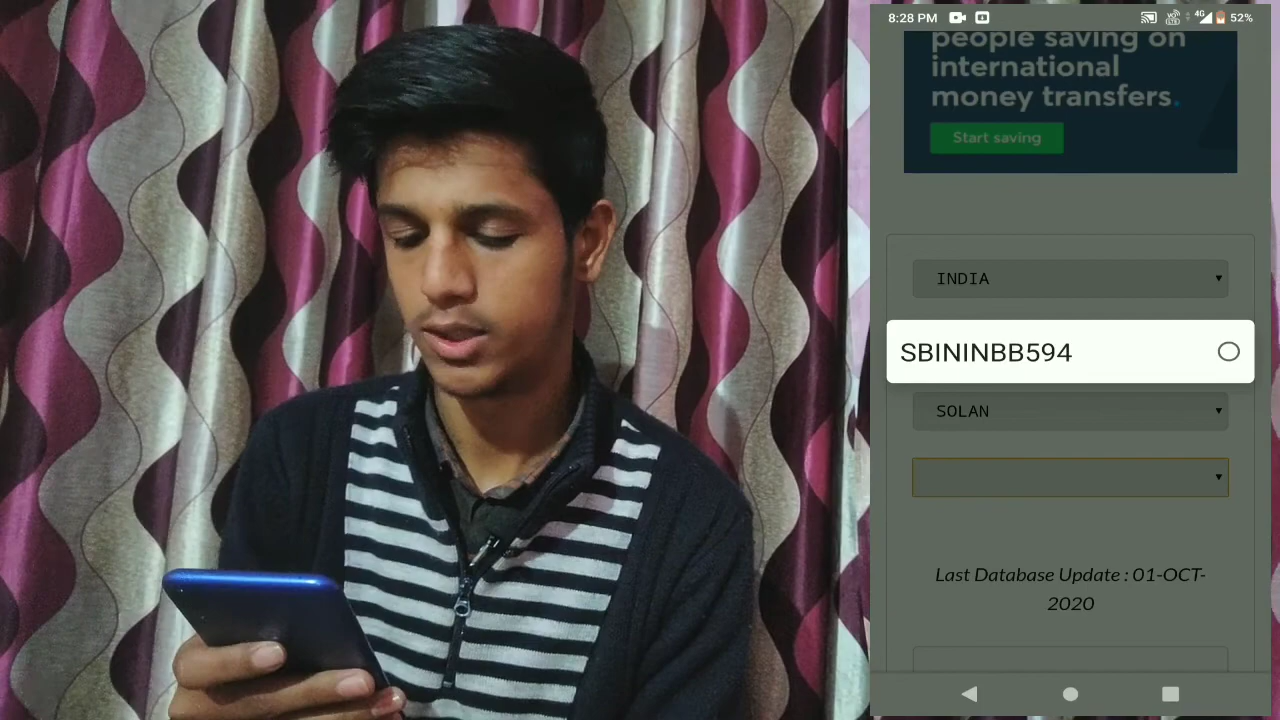 8:28 PM
4G
52%
people saving on
international
money transfers.
Start saving
INDIA
SBININBB594
SOLAN
Last Database Update : 01-OCT-
2020